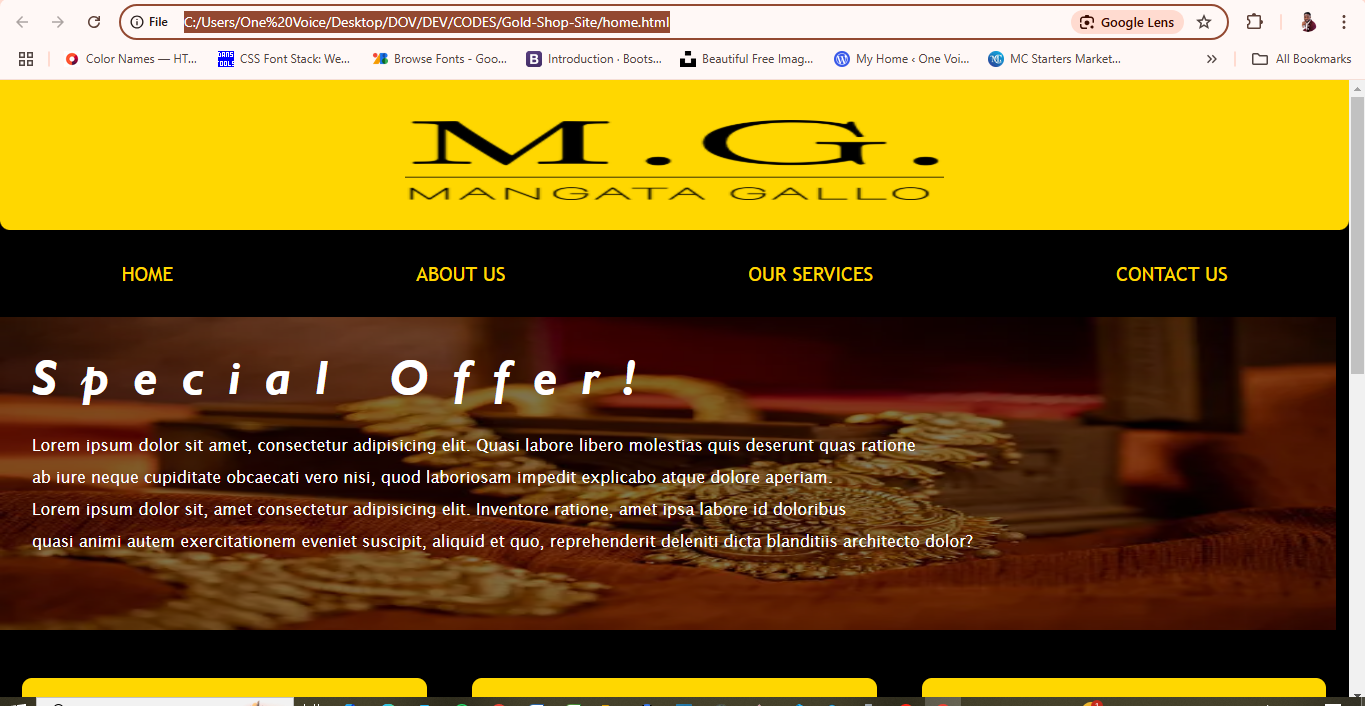 File
C:/Users/One%20Voice/Desktop/DOV/DEV/CODES/Gold-Shop-Site/home.html
Google Lens
Color Names — HT...
CSS Font Stack: We...
Browse Fonts - Goo...
Introduction · Boots...
Beautiful Free Imag...
My Home ‹ One Voi...
MC Starters Market...
All Bookmarks
M.G.
MANGATA GALLO
HOME ABOUT US OUR SERVICES CONTACT US
Special Offer!
Lorem ipsum dolor sit amet, consectetur adipisicing elit. Quasi labore libero molestias quis deserunt quas ratione
ab iure neque cupiditate obcaecati vero nisi, quod laboriosam impedit explicabo atque dolore aperiam.
Lorem ipsum dolor sit, amet consectetur adipisicing elit. Inventore ratione, amet ipsa labore id doloribus
quasi animi autem exercitationem eveniet suscipit, aliquid et quo, reprehenderit deleniti dicta blanditiis architecto dolor?